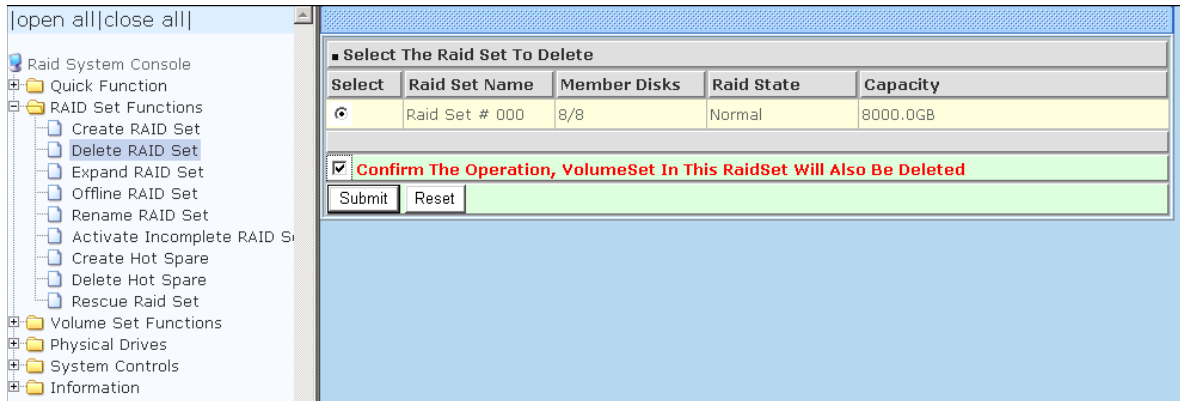 |open all|close all|
Raid System Console
Quick Function
RAID Set Functions
Create RAID Set
Delete RAID Set
Expand RAID Set
Offline RAID Set
Rename RAID Set
Activate Incomplete RAID
Create Hot Spare
Delete Hot Spare
Rescue Raid Set
Volume Set Functions
Physical Drives
System Controls
Information
Select The Raid Set To Delete
Select Raid Set Name Member Disks Raid State Capacity
Raid Set # 000 8/8 Normal 8000.0GB
Confirm The Operation, VolumeSet In This RaidSet Will Also Be Deleted
Submit Reset